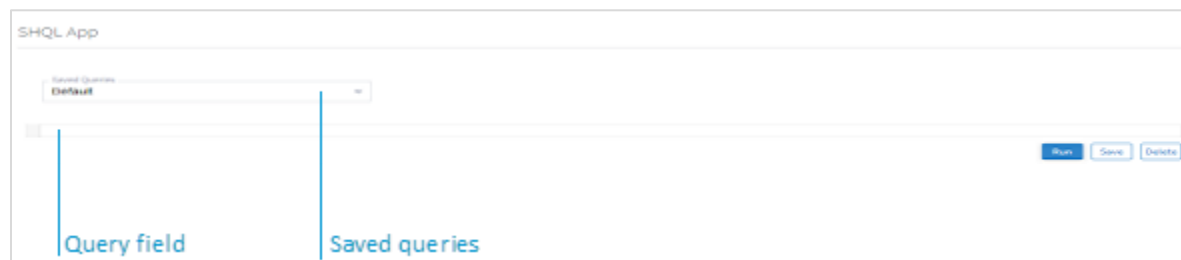 SHQL App
Saved Queries
Default
Run Save Delete
Query field Saved queries